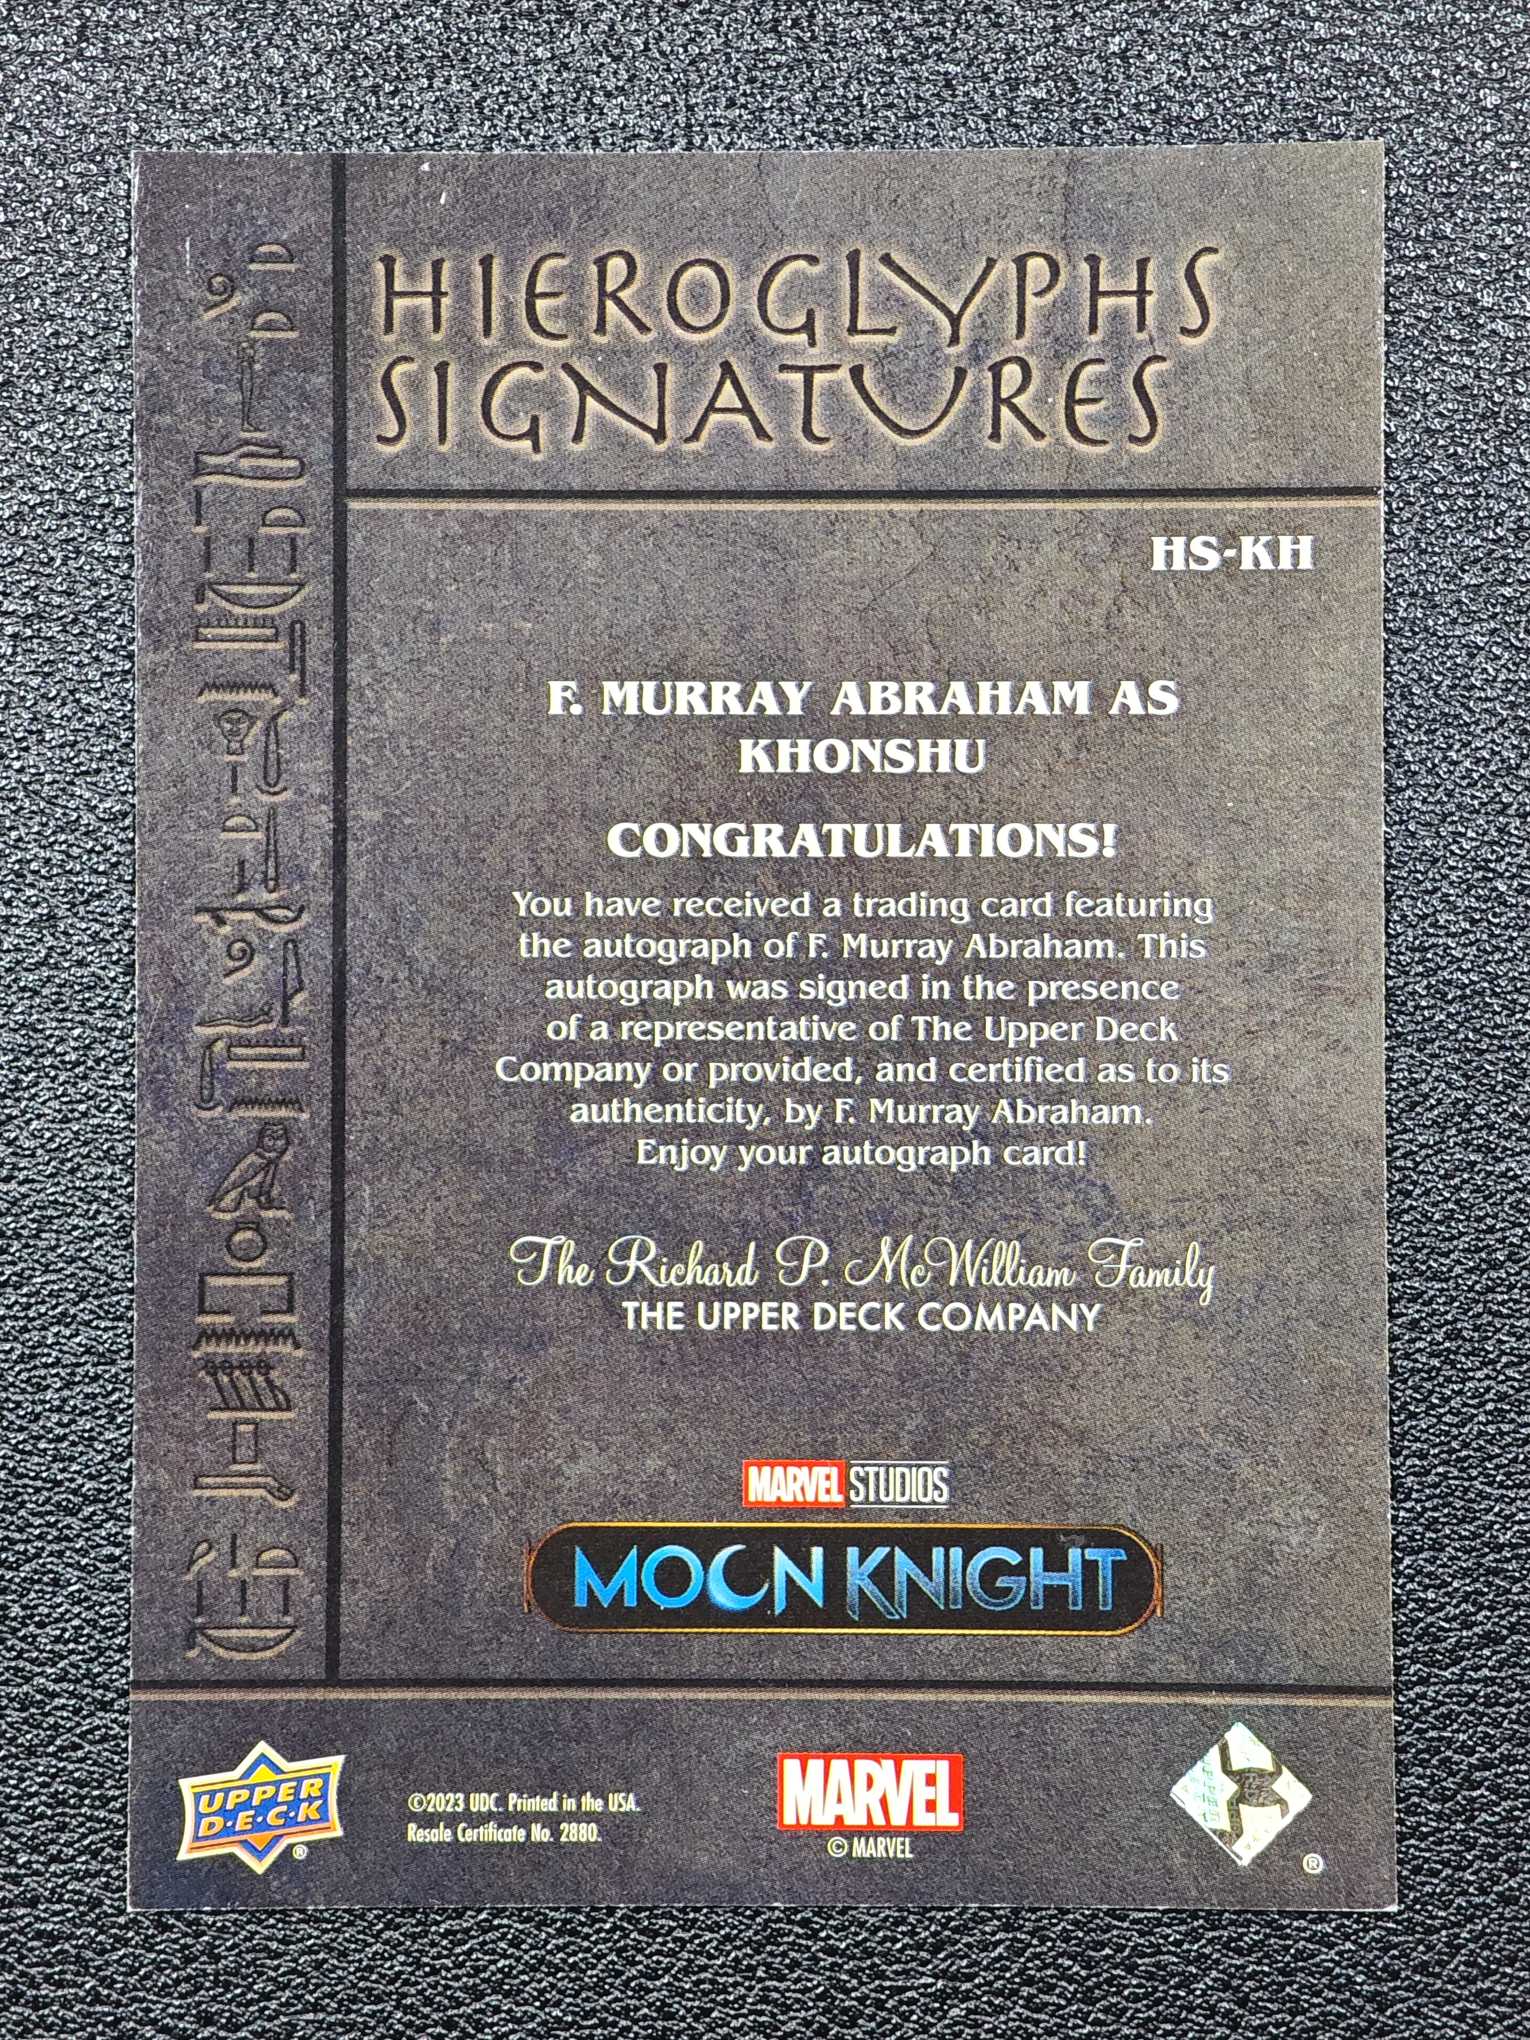 HIEROGLYPHS
SIGNATURES
HS-KH
F. MURRAY ABRAHAM AS
KHONSHU
CONGRATULATIONS!
You have received a trading card featuring
the autograph of F. Murray Abraham. This
autograph was signed in the presence
of a representative of The Upper Deck
Company or provided, and certified as to its
authenticity, by F. Murray Abraham.
Enjoy your autograph card!
The Richard P. McWilliam Family
THE UPPER DECK COMPANY
MARVEL STUDIOS
MOON KNIGHT
UPPER
D·E·C·K
®
©2023 UDC. Printed in the USA.
Resale Certificate No. 2880.
MARVEL
© MARVEL
®